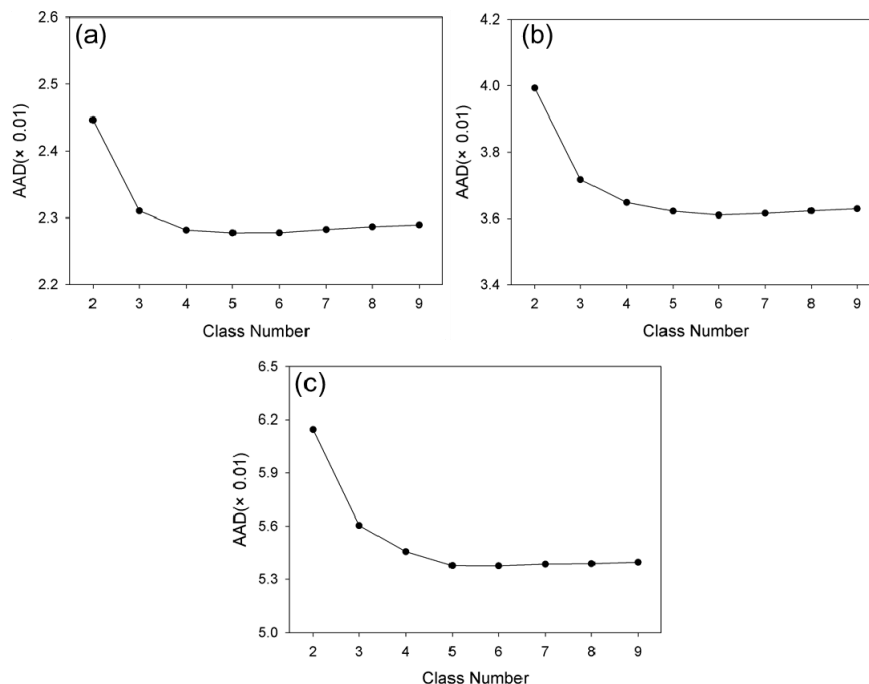 (a)
2.6
2.5
2.4
2.3
2.2
AAD(× 0.01)
2 3 4 5 6 7 8 9
Class Number
(b)
4.2
4.0
3.8
3.6
3.4
AAD(× 0.01)
2 3 4 5 6 7 8 9
Class Number
(c)
6.5
6.2
5.9
5.6
5.3
5.0
AAD(× 0.01)
2 3 4 5 6 7 8 9
Class Number